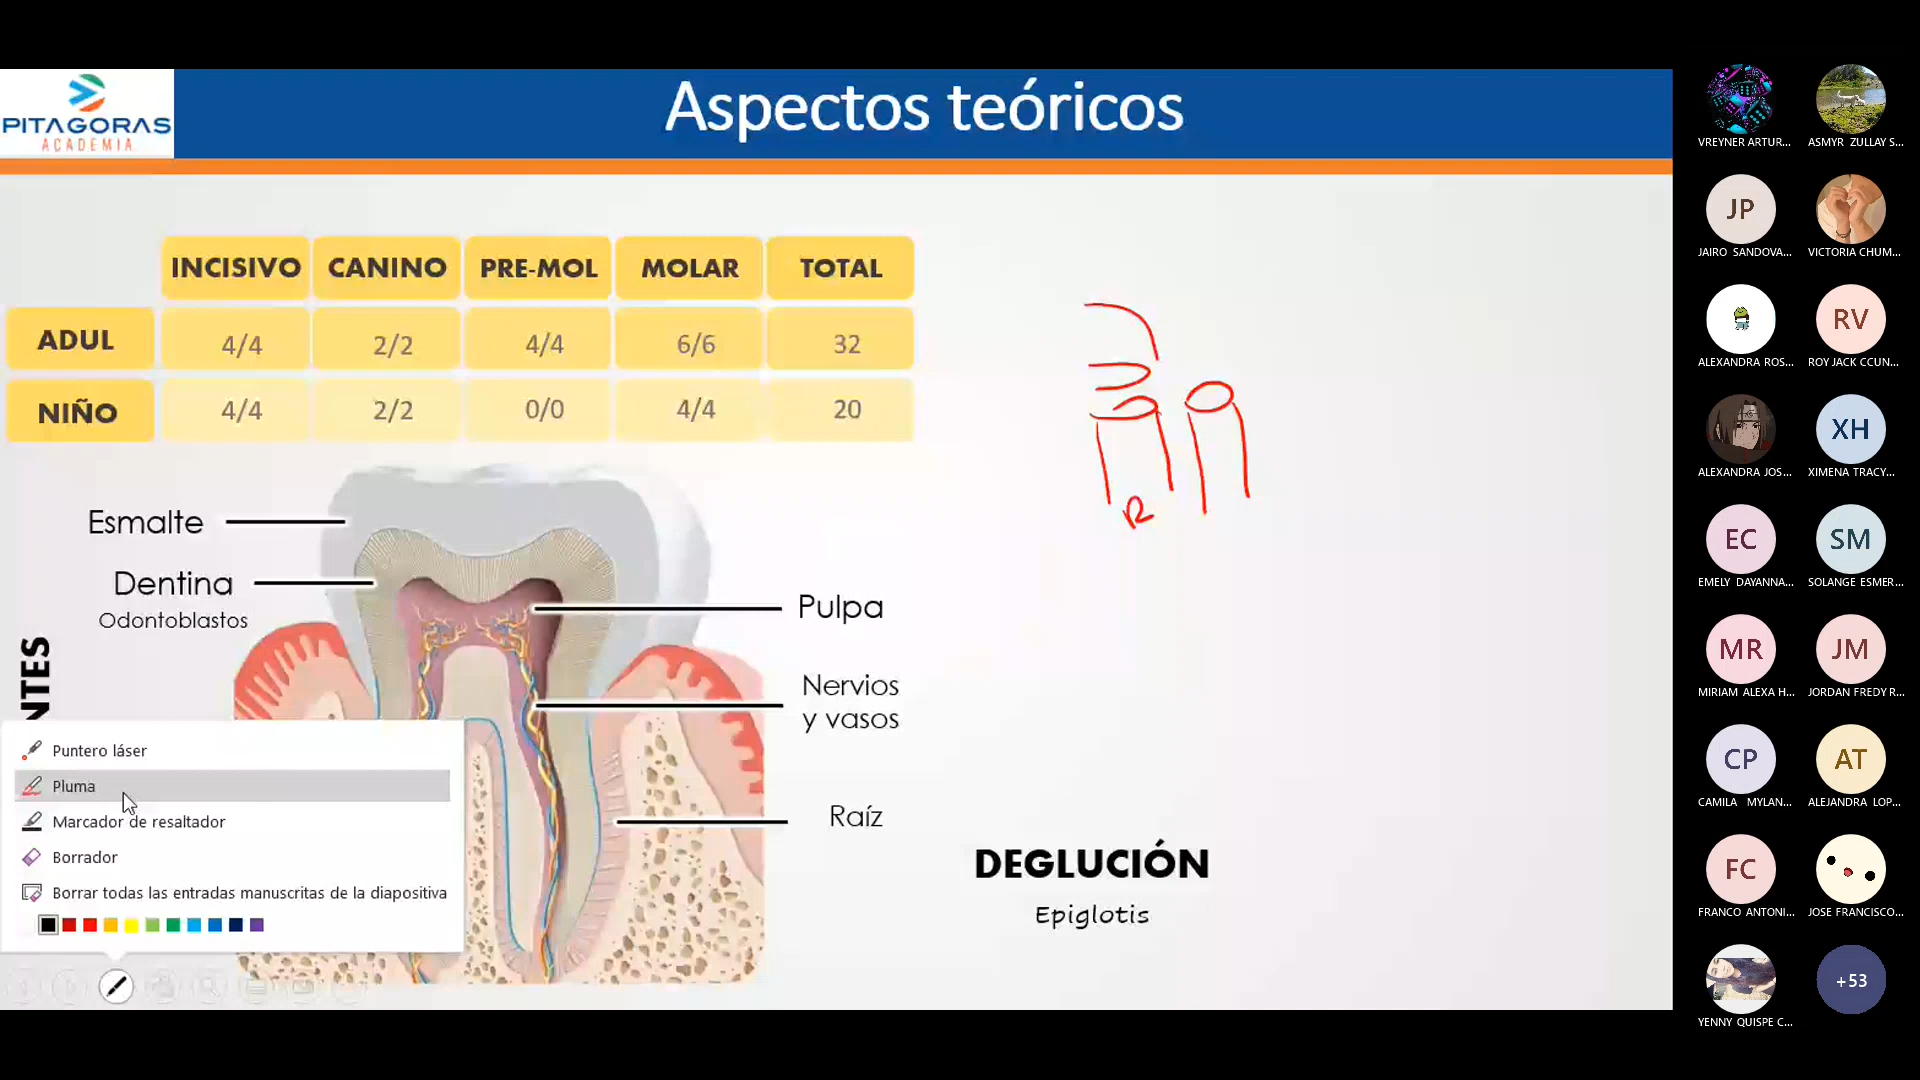 PITAGORAS
ACADEMIA
Aspectos teóricos
INCISIVO CANINO PRE-MOL MOLAR TOTAL
ADUL 4/4 2/2 4/4 6/6 32
NIÑO 4/4 2/2 0/0 4/4 20
Esmalte
Dentina
Odontoblastos
Pulpa
Nervios
y vasos
Raíz
NTES
R
DEGLUCIÓN
Epiglotis
Puntero láser
Pluma
Marcador de resaltador
Borrador
Borrar todas las entradas manuscritas de la diapositiva
VREYNER ARTUR...
ASMYR ZULLAY S...
JP
JAIRO SANDOVA...
VICTORIA CHUM...
ALEXANDRA ROS...
RV
ROY JACK CCUN...
ALEXANDRA JOS...
XH
XIMENA TRACY...
EC
EMELY DAYANNA...
SM
SOLANGE ESMER...
MR
MIRIAM ALEXA H...
JM
JORDAN FREDY R...
CP
CAMILA MYLAN...
AT
ALEJANDRA LOP...
FC
FRANCO ANTONI...
JOSE FRANCISCO...
YENNY QUISPE C...
+53